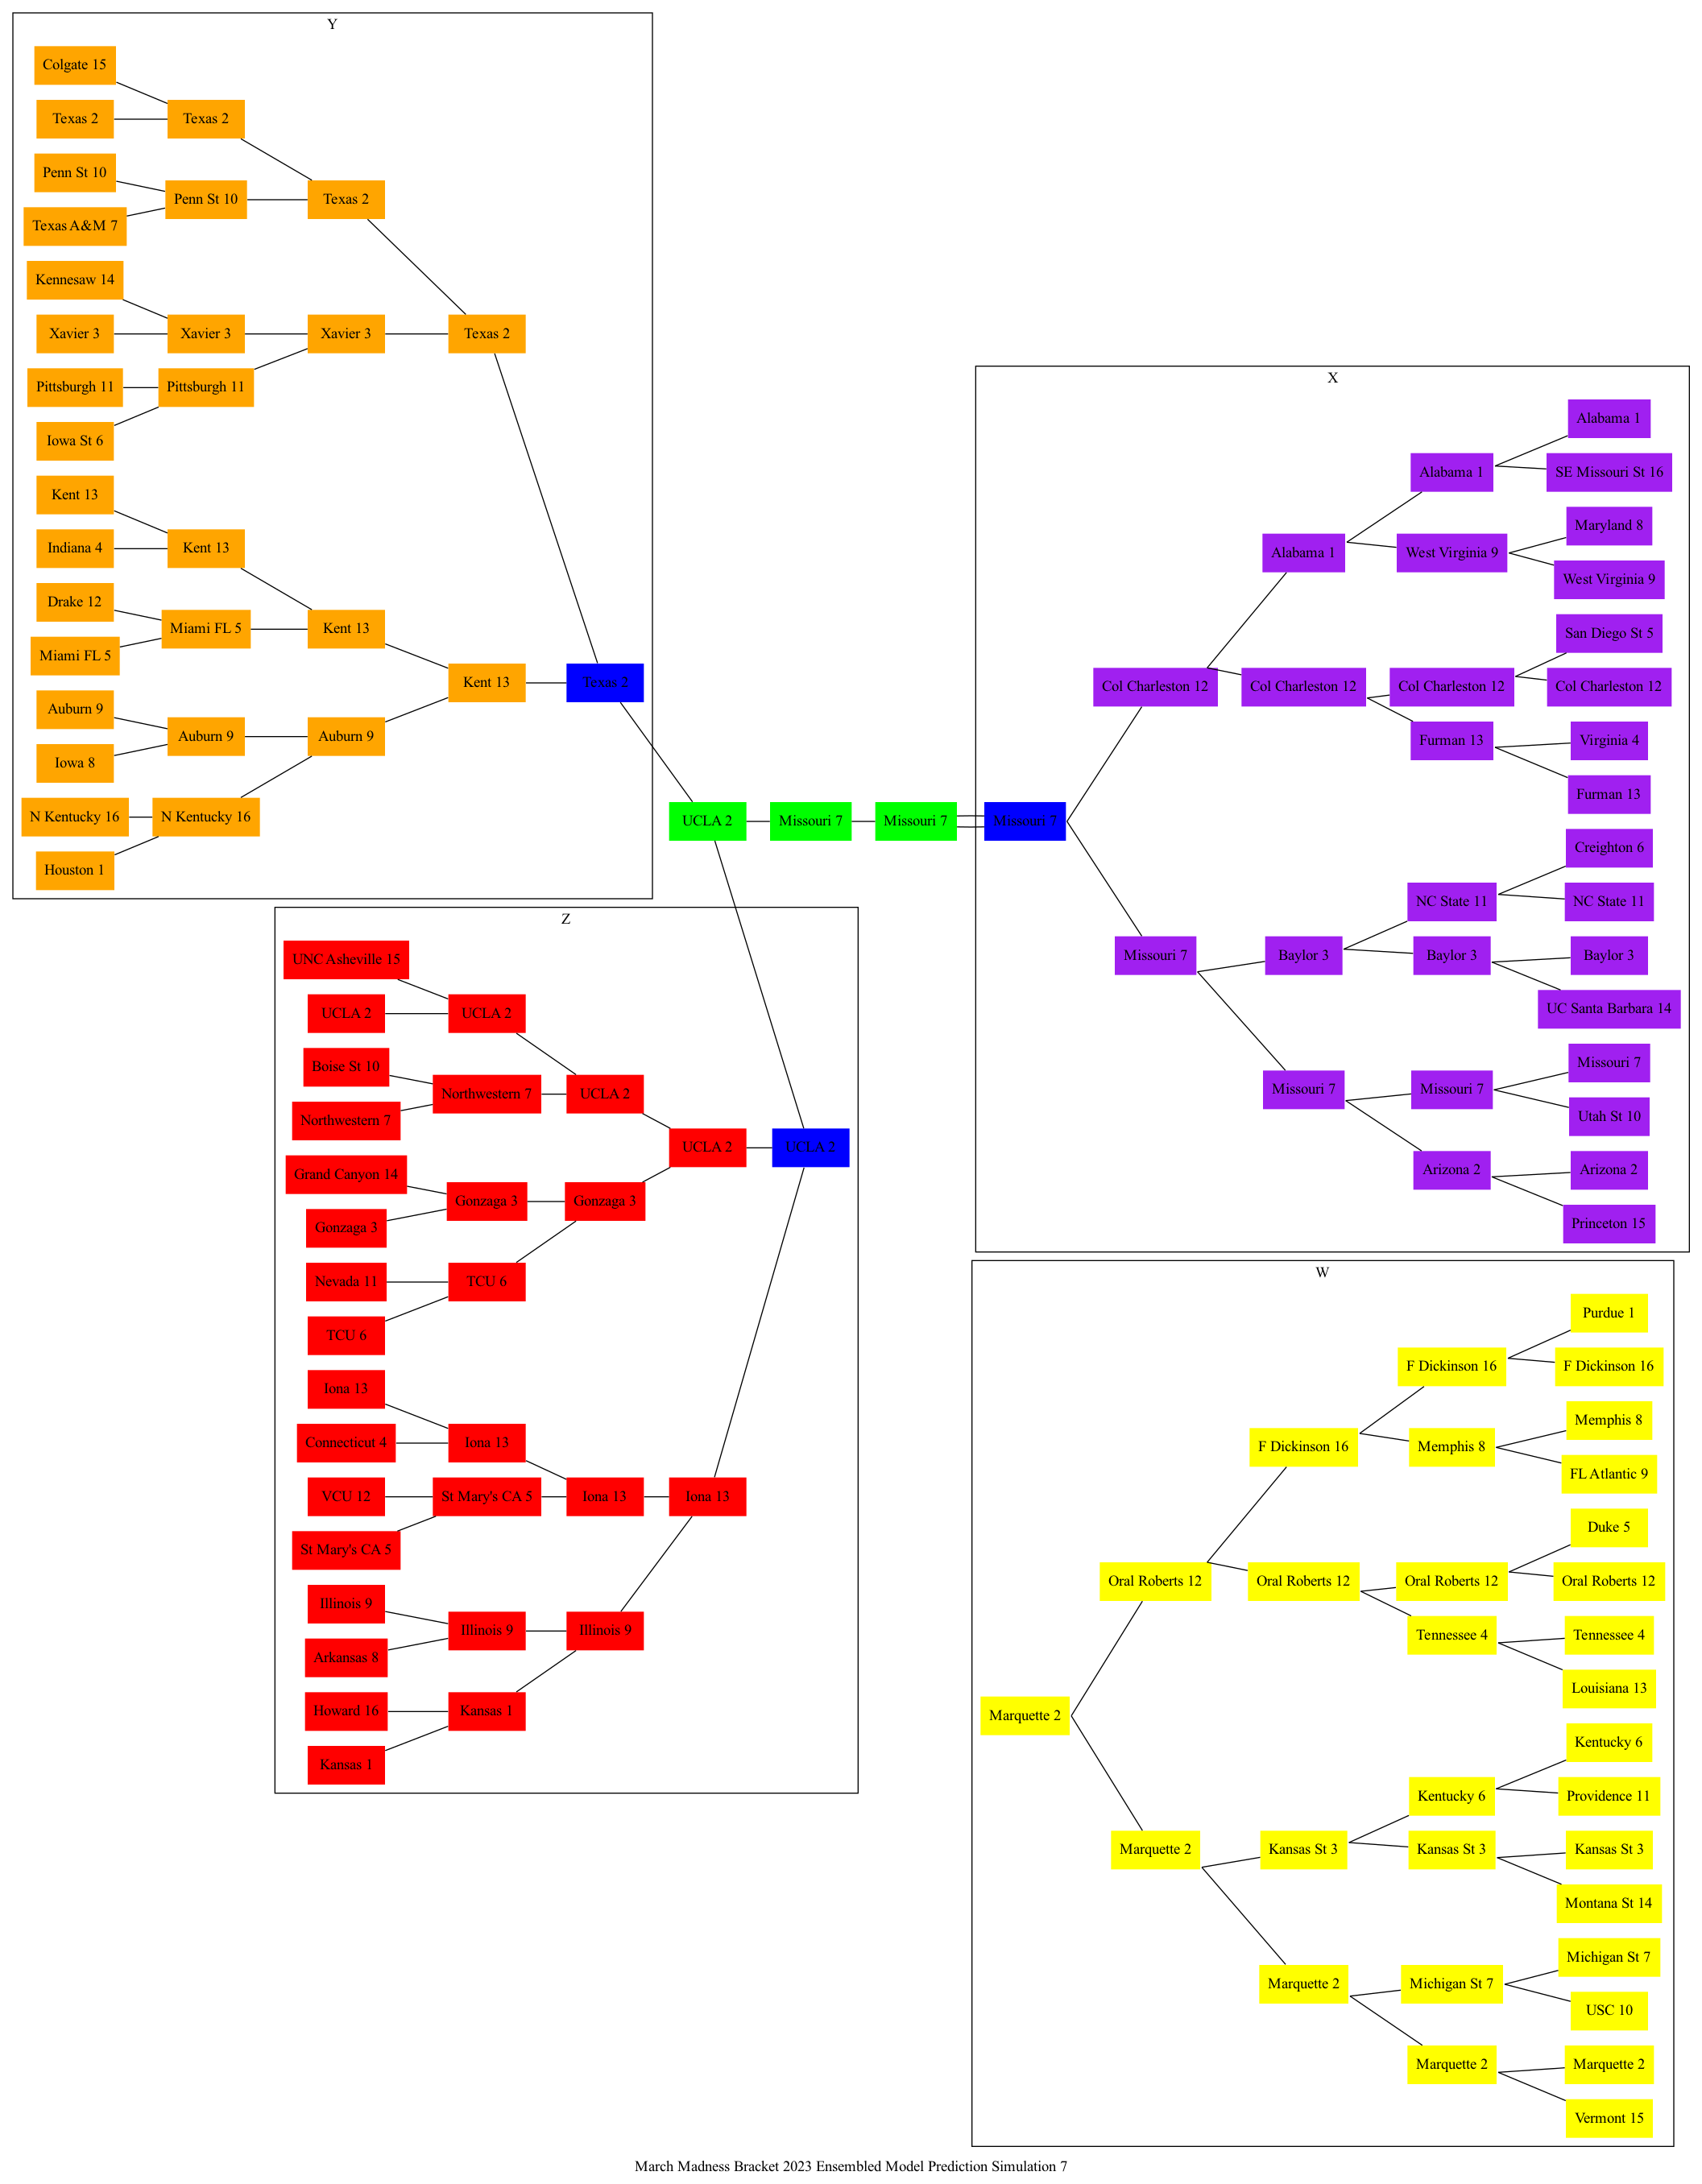 Y
Colgate 15
Texas 2
Texas 2
Penn St 10
Penn St 10
Texas 2
Texas A&M 7
Kennesaw 14
Xavier 3
Xavier 3
Xavier 3
Texas 2
Pittsburgh 11
Pittsburgh 11
Iowa St 6
Kent 13
Indiana 4
Kent 13
Drake 12
Miami FL 5
Kent 13
Miami FL 5
Kent 13
Texas 2
Auburn 9
Auburn 9
Auburn 9
Iowa 8
N Kentucky 16
N Kentucky 16
Houston 1
UCLA 2
Missouri 7
Missouri 7
Missouri 7
X
Alabama 1
Alabama 1
SE Missouri St 16
Maryland 8
Alabama 1
West Virginia 9
West Virginia 9
San Diego St 5
Col Charleston 12
Col Charleston 12
Col Charleston 12
Col Charleston 12
Furman 13
Virginia 4
Furman 13
Creighton 6
NC State 11
NC State 11
Missouri 7
Baylor 3
Baylor 3
Baylor 3
UC Santa Barbara 14
Missouri 7
Missouri 7
Missouri 7
Utah St 10
Arizona 2
Arizona 2
Princeton 15
Z
UNC Asheville 15
UCLA 2
UCLA 2
Boise St 10
Northwestern 7
UCLA 2
Northwestern 7
UCLA 2
UCLA 2
Grand Canyon 14
Gonzaga 3
Gonzaga 3
Gonzaga 3
Nevada 11
TCU 6
TCU 6
Iona 13
Connecticut 4
Iona 13
VCU 12
St Mary's CA 5
Iona 13
Iona 13
St Mary's CA 5
Illinois 9
Illinois 9
Illinois 9
Arkansas 8
Howard 16
Kansas 1
Kansas 1
W
Purdue 1
F Dickinson 16
F Dickinson 16
Memphis 8
F Dickinson 16
Memphis 8
FL Atlantic 9
Duke 5
Oral Roberts 12
Oral Roberts 12
Oral Roberts 12
Oral Roberts 12
Tennessee 4
Tennessee 4
Louisiana 13
Marquette 2
Kentucky 6
Kentucky 6
Providence 11
Marquette 2
Kansas St 3
Kansas St 3
Kansas St 3
Montana St 14
Michigan St 7
Marquette 2
Michigan St 7
USC 10
Marquette 2
Marquette 2
Vermont 15
March Madness Bracket 2023 Ensembled Model Prediction Simulation 7